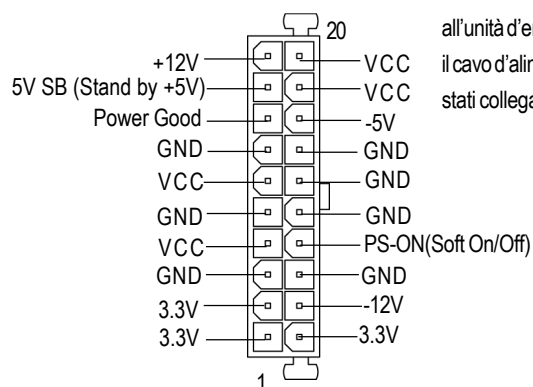 20
all'unità d'e
il cavo d'alin
stati collega
+12V
VCC
5V SB (Stand by +5V)
VCC
Power Good
-5V
GND
GND
VCC
GND
GND
GND
VCC
PS-ON(Soft On/Off)
GND
GND
3.3V
-12V
3.3V
3.3V
1